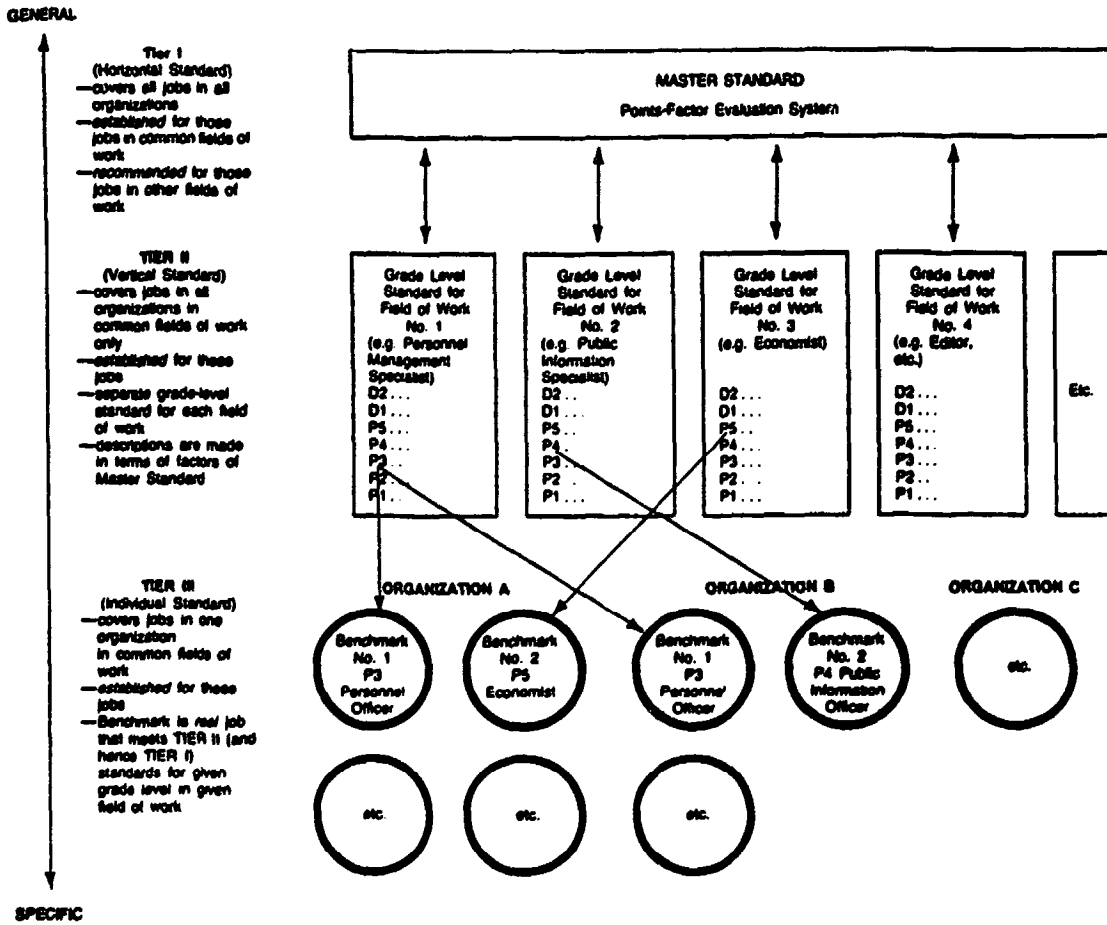 GENERAL
Tier I
(Horizontal Standard)
—covers all jobs in all
organizations
—established for those
jobs in common fields of
work
—recommended for those
jobs in other fields of
work
MASTER STANDARD
Points-Factor Evaluation System
TIER II
(Vertical Standard)
—covers jobs in all
organizations in
common fields of work
only
—established for these
jobs
—separate grade-level
standard for each field
of work
—descriptions are made
in terms of factors of
Master Standard
Grade Level
Standard for
Field of Work
No. 1
(e.g. Personnel
Management
Specialist)
D2...
D1...
P5...
P4...
P3...
P2...
P1...
Grade Level
Standard for
Field of Work
No. 2
(e.g. Public
Information
Specialist)
D2...
D1...
P5...
P4...
P3...
P2...
P1...
Grade Level
Standard for
Field of Work
No. 3
(e.g. Economist)
D2...
D1...
P5...
P4...
P3...
P2...
P1...
Grade Level
Standard for
Field of Work
No. 4
(e.g. Editor,
etc.)
D2...
D1...
P5...
P4...
P3...
P2...
P1...
Etc.
TIER III
(Individual Standard)
—covers jobs in one
organization
in common fields of
work
—established for these
jobs
—Benchmark is real job
that meets TIER II (and
hence TIER I)
standards for given
grade level in given
field of work
ORGANIZATION A
Benchmark
No. 1
P3
Personnel
Officer
Benchmark
No. 2
P5
Economist
etc.
etc.
ORGANIZATION B
Benchmark
No. 1
P3
Personnel
Officer
Benchmark
No. 2
P4 Public
Information
Officer
etc.
ORGANIZATION C
etc.
SPECIFIC